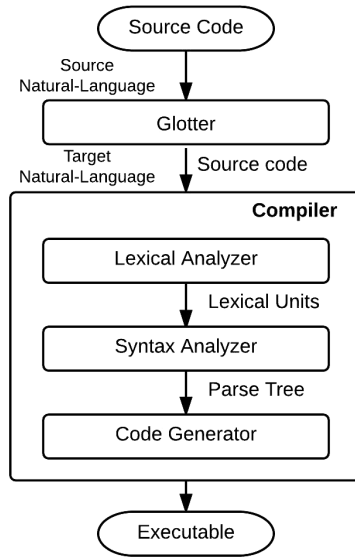 Source Code
Source
Natural-Language
Glotter
Target
Natural-Language
Source code
Compiler
Lexical Analyzer
Lexical Units
Syntax Analyzer
Parse Tree
Code Generator
Executable